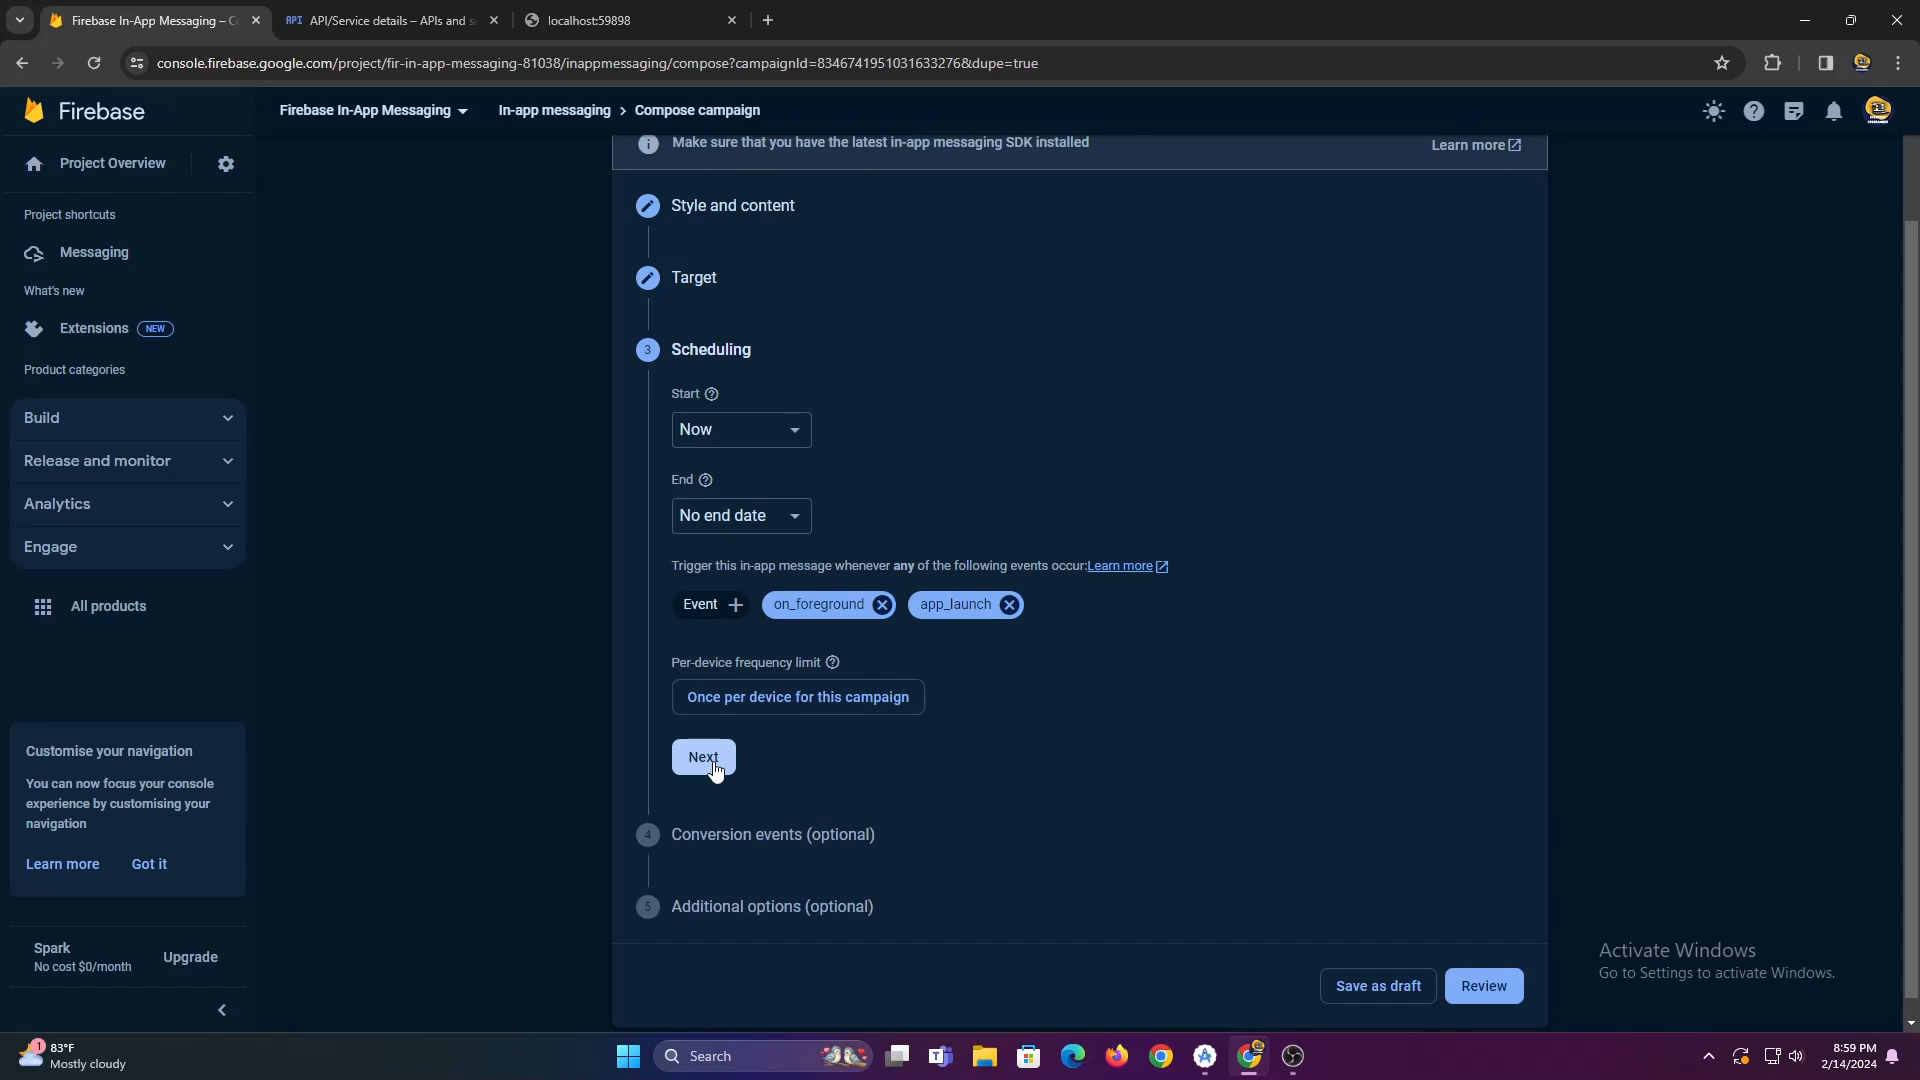 Firebase In-App Messaging – C
API API/Service details – APIs and s
localhost:59898
console.firebase.google.com/project/fir-in-app-messaging-81038/inappmessaging/compose?campaignId=8346741951031633276&dupe=true
Firebase
Firebase In-App Messaging
In-app messaging > Compose campaign
Make sure that you have the latest in-app messaging SDK installed
Learn more
Project Overview
Project shortcuts
Messaging
What's new
Extensions NEW
Product categories
Build
Release and monitor
Analytics
Engage
All products
Customise your navigation
You can now focus your console
experience by customising your
navigation
Learn more Got it
Spark
No cost $0/month
Upgrade
Style and content
Target
3 Scheduling
Start
Now
End
No end date
Trigger this in-app message whenever any of the following events occur:Learn more
Event on_foreground app_launch
Per-device frequency limit
Once per device for this campaign
Next
4 Conversion events (optional)
5 Additional options (optional)
Save as draft Review
Activate Windows
Go to Settings to activate Windows.
1
83°F
Mostly cloudy
Search
8:59 PM
2/14/2024